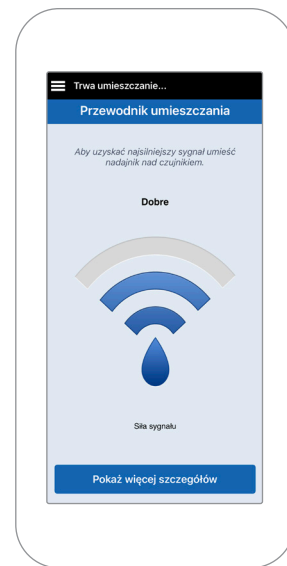 Trwa umieszczanie...
Przewodnik umieszczania
Aby uzyskać najsilniejszy sygnał umieść
nadajnik nad czujnikiem.
Dobre
Siła sygnału
Pokaż więcej szczegółów